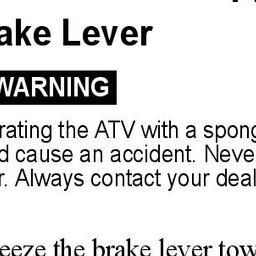 ake Lever
WARNING
rating the ATV with a spong
d cause an accident. Neve
r. Always contact your deal
eeze the brake lever tow